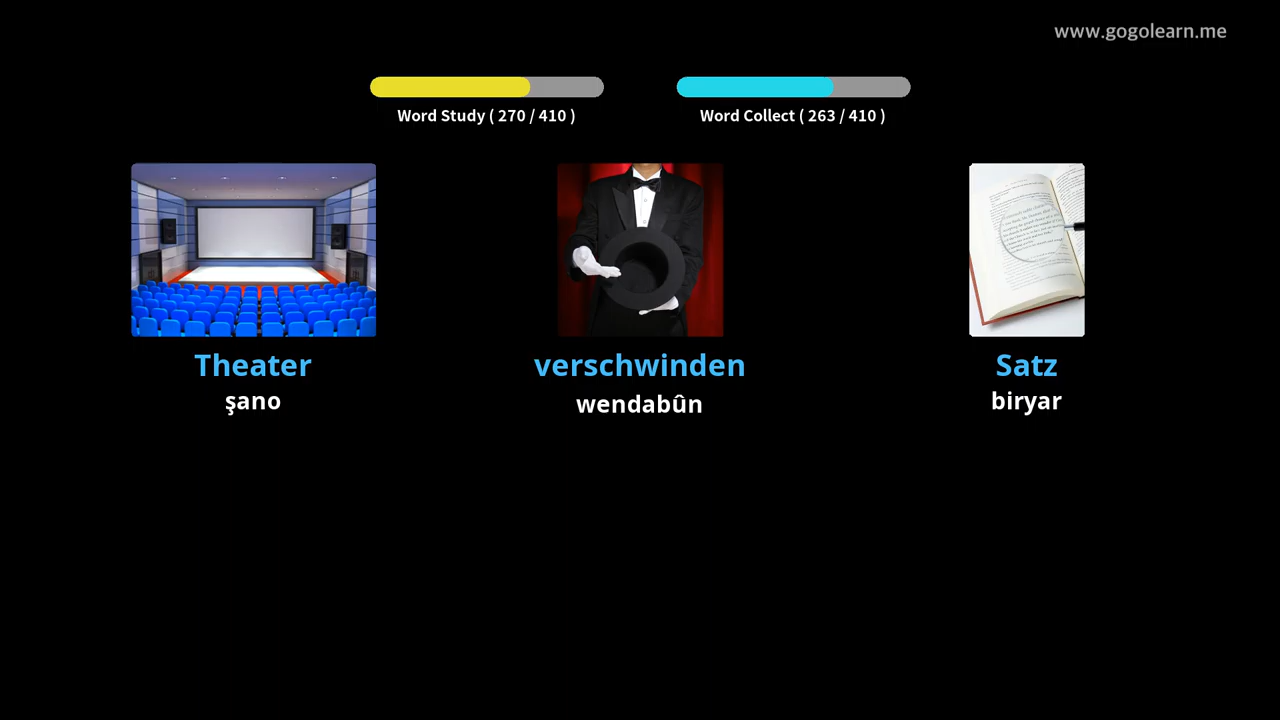 www.gogolearn.me
Word Study ( 270 / 410 )
Word Collect ( 263 / 410 )
Theater
şano
verschwinden
wendabûn
Satz
biryar